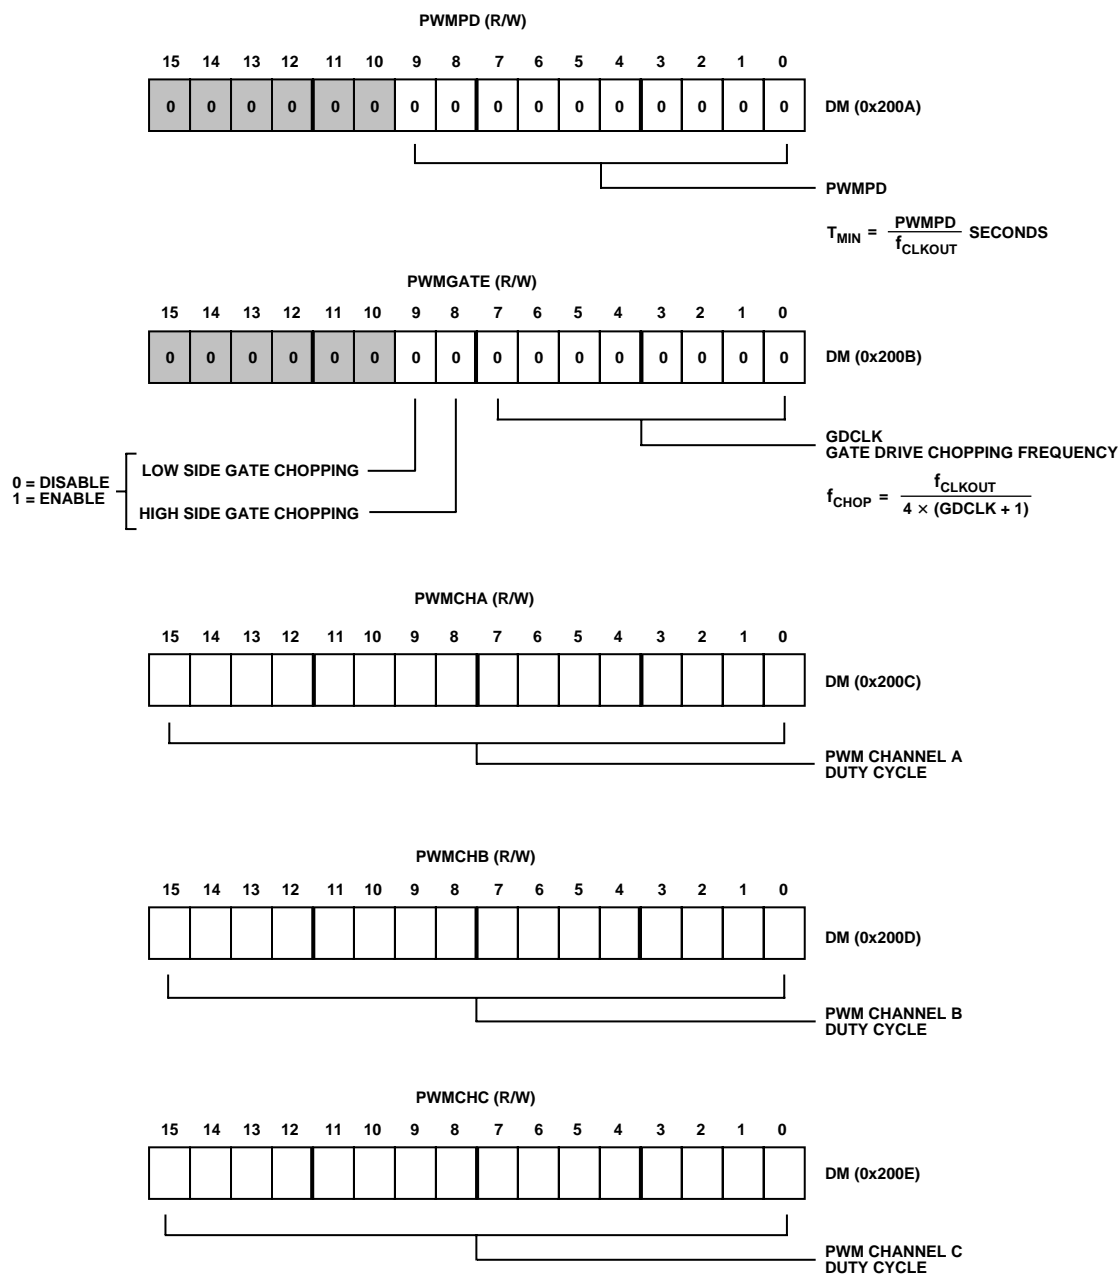 PWMPD (R/W)
15 14 13 12 11 10 9 8 7 6 5 4 3 2 1 0
0 0 0 0 0 0 0 0 0 0 0 0 0 0 0 0 DM (0x200A)
PWMPD
T_MIN = PWMPD / f_CLKOUT SECONDS
PWMGATE (R/W)
15 14 13 12 11 10 9 8 7 6 5 4 3 2 1 0
0 0 0 0 0 0 0 0 0 0 0 0 0 0 0 0 DM (0x200B)
0 = DISABLE
1 = ENABLE
LOW SIDE GATE CHOPPING
HIGH SIDE GATE CHOPPING
GDCLK
GATE DRIVE CHOPPING FREQUENCY
f_CHOP = f_CLKOUT / 4 × (GDCLK + 1)
PWMCHA (R/W)
15 14 13 12 11 10 9 8 7 6 5 4 3 2 1 0
DM (0x200C)
PWM CHANNEL A
DUTY CYCLE
PWMCHB (R/W)
15 14 13 12 11 10 9 8 7 6 5 4 3 2 1 0
DM (0x200D)
PWM CHANNEL B
DUTY CYCLE
PWMCHC (R/W)
15 14 13 12 11 10 9 8 7 6 5 4 3 2 1 0
DM (0x200E)
PWM CHANNEL C
DUTY CYCLE